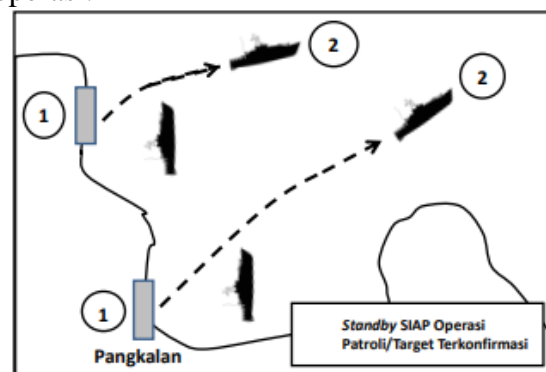 2
2
1
1
Pangkalan
Standby SIAP Operasi
Patroli/Target Terkonfirmasi